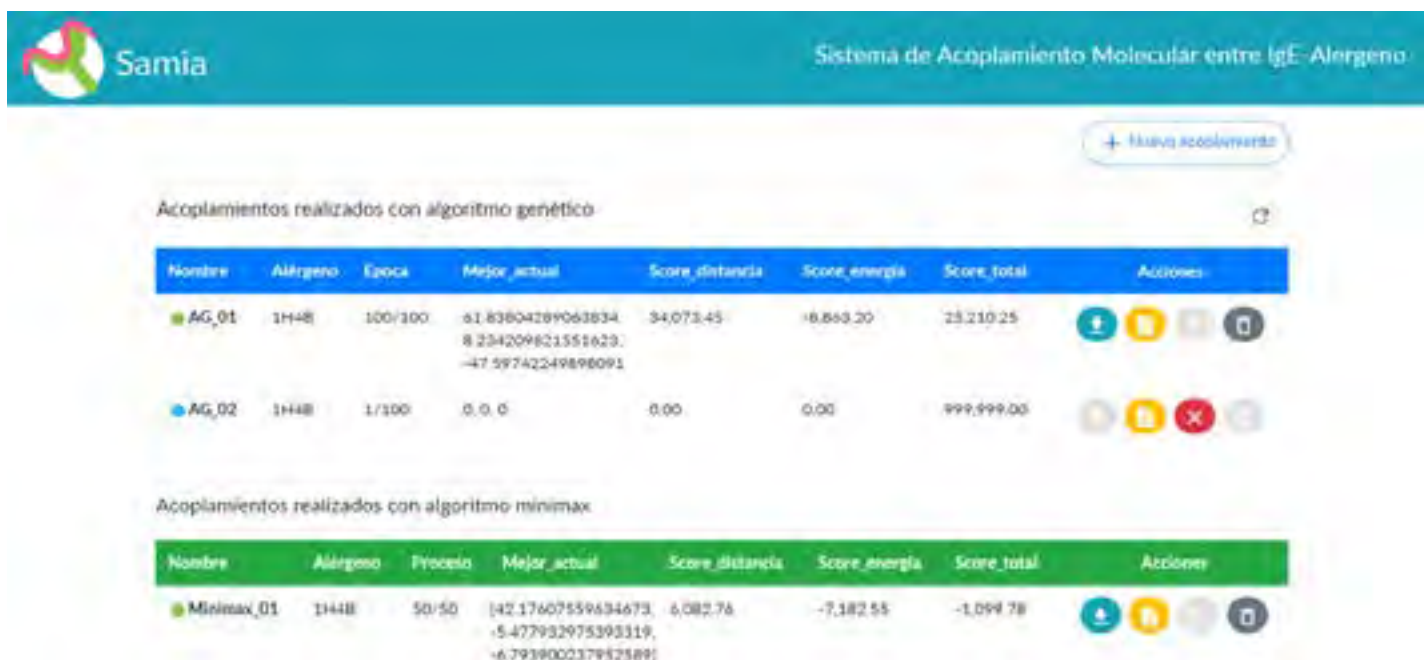 Samia
Sistema de Acoplamiento Molecular entre IgE-Alergeno
+ Nuevo acoplamiento
Acoplamientos realizados con algoritmo genético
Nombre Alérgeno Epoca Mejor_actual Score_distancia Score_energía Score_total Acciones
AG_01 1H4B 100/100 61.83804289063834, 34,073.45 -8,863.20 25,210.25
8.234209821551623,
-47.59742249898091
AG_02 1H4B 1/100 0, 0, 0 0.00 0.00 999,999.00
Acoplamientos realizados con algoritmo minimax
Nombre Alérgeno Proceso Mejor_actual Score_distancia Score_energía Score_total Acciones
Minimax_01 1H4B 50/50 [42.17607559634673, 6,082.76 -7,182.55 -1,099.78
-5.477932975393319,
-6.793900237952589]